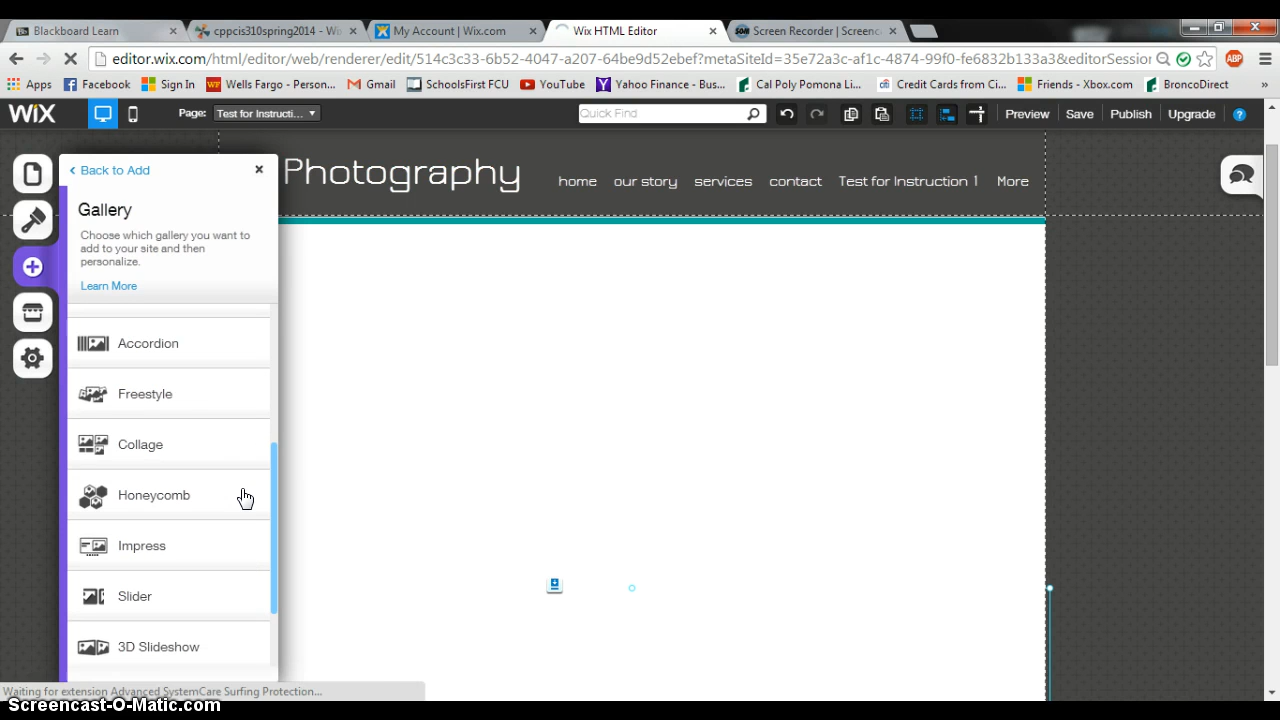 Blackboard Learn
cppcis310spring2014 - Wi
My Account | Wix.com
Wix HTML Editor
Screen Recorder | Screenc
editor.wix.com/html/editor/web/renderer/edit/514c3c33-6b52-4f47-9207-64be9d52ebef?metaSiteId=35e72a3c-af1c-4874-99f0-fe6832b133a3&editorSession
Apps
Facebook
Sign In
Wells Fargo - Person...
Gmail
SchoolsFirst FCU
YouTube
Yahoo Finance - Bus...
Cal Poly Pomona Li...
Credit Cards from Ci...
Friends - Xbox.com
BroncoDirect
»
WiX
Page:
Test for Instructi...
Quick Find
Preview
Save
Publish
Upgrade
?
Photography
home
our story
services
contact
Test for Instruction 1
More
Back to Add
Gallery
Choose which gallery you want to
add to your site and then
personalize.
Learn More
Accordion
Freestyle
Collage
Honeycomb
Impress
Slider
3D Slideshow
Waiting for extension Advanced SystemCare Surfing Protection...
Screencast-O-Matic.com